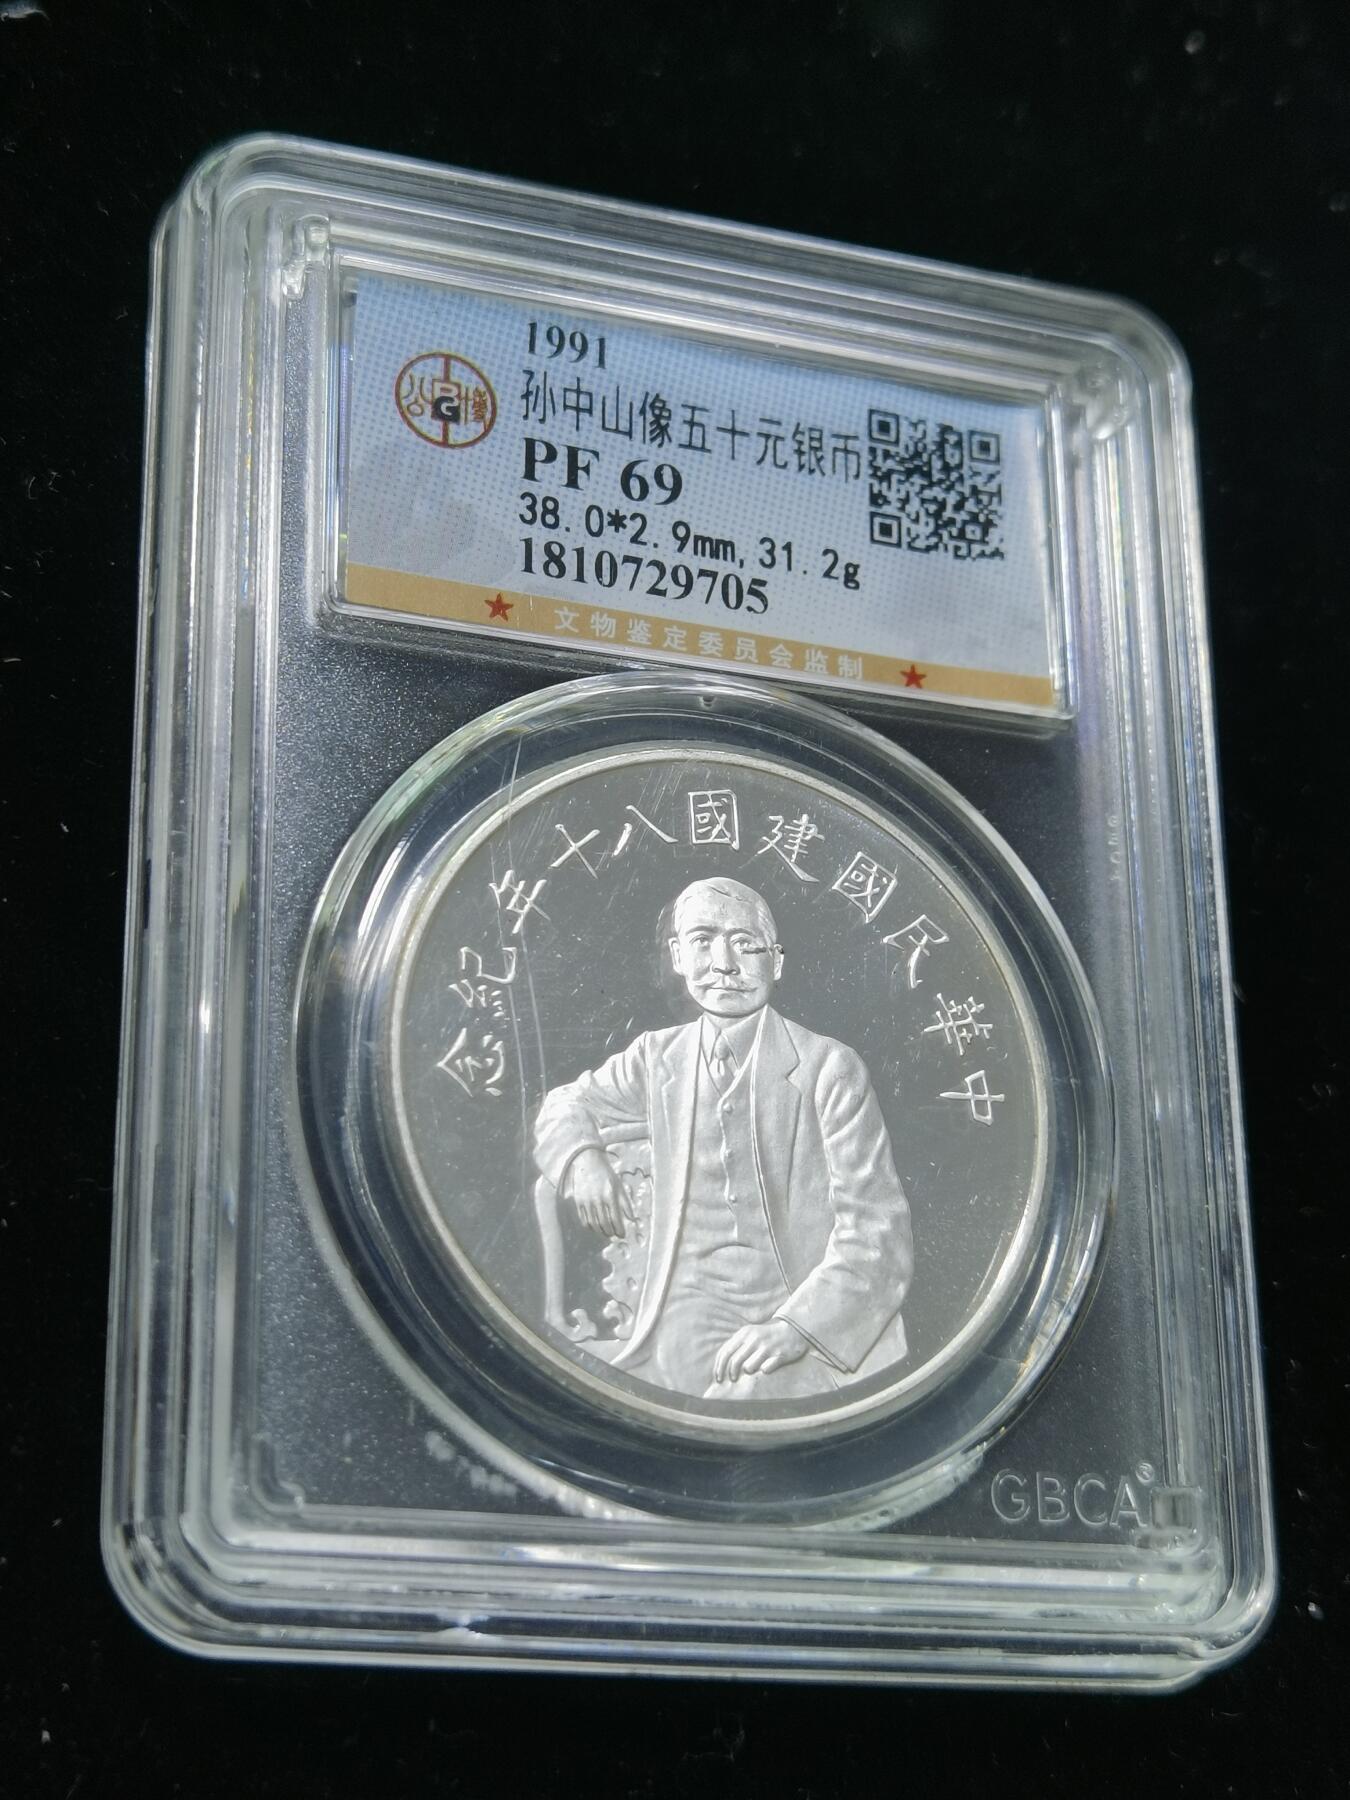 1991
孙中山像五十元银币
PF 69
38.0*2.9mm,31.2g
1810729705
★ 文物鉴定委员会监制 ★
中華民國建國八十年紀念
GBCA®